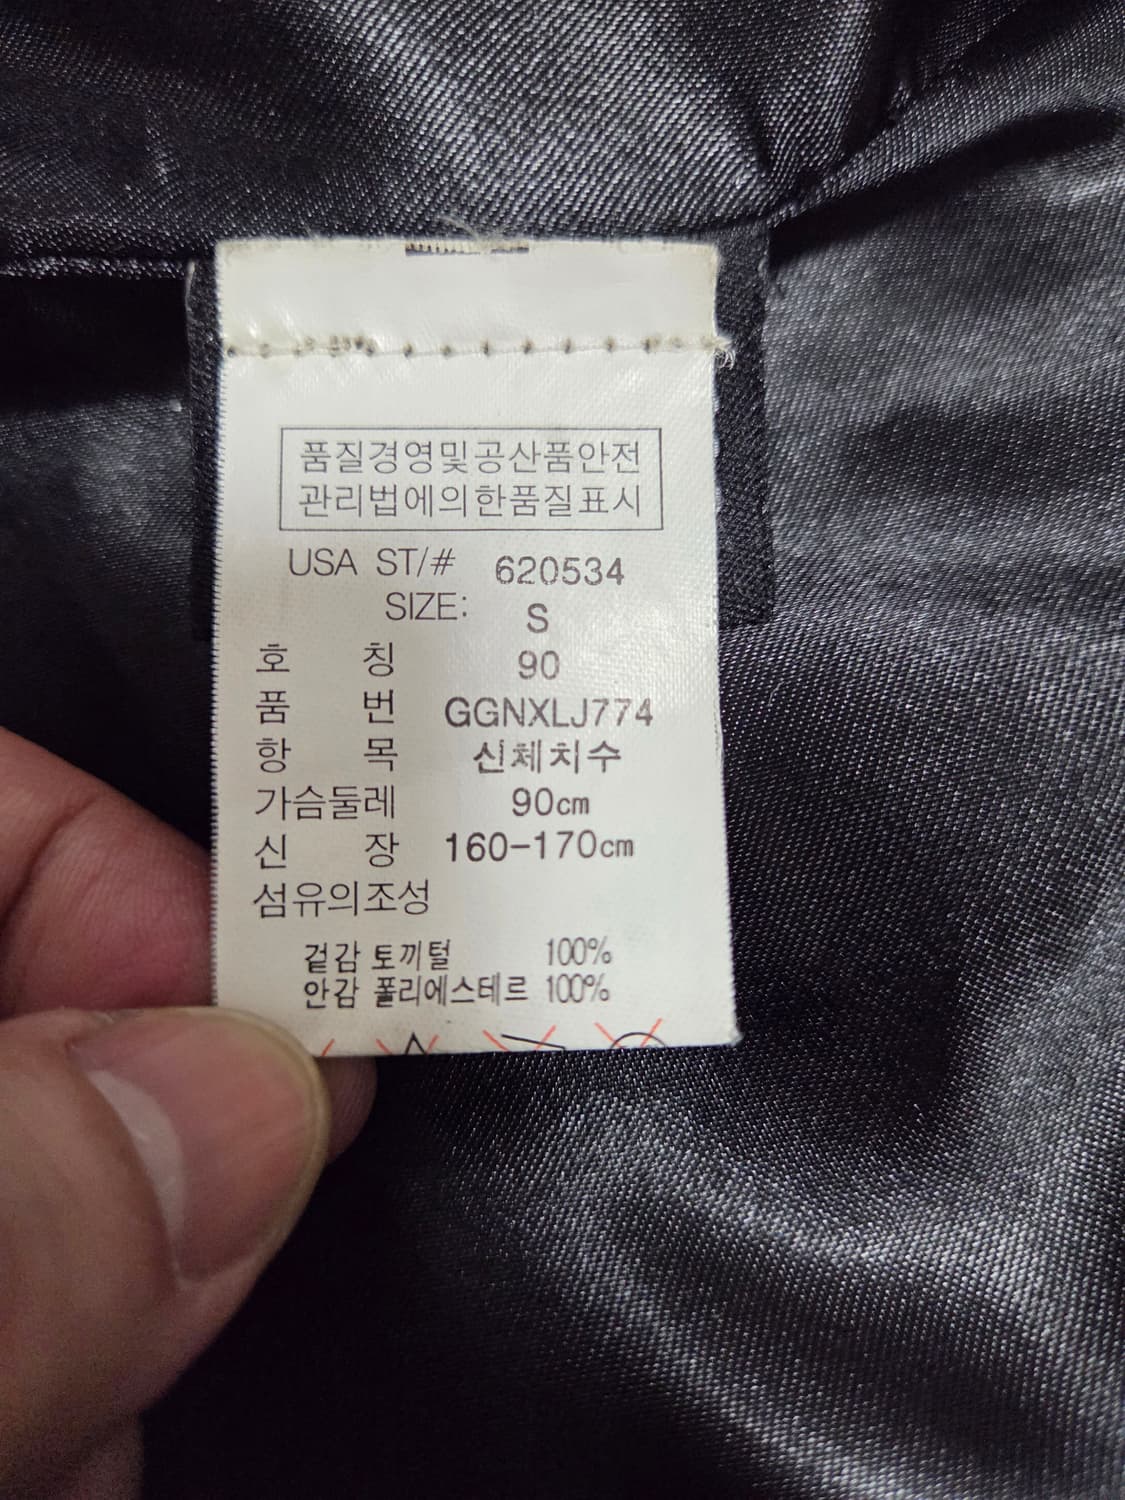 품질경영및공산품안전
관리법에의한품질표시
USA ST/# 620534
SIZE: S
호 칭 90
품 번 GGNXLJ774
항 목 신체치수
가슴둘레 90cm
신 장 160-170cm
섬유의조성
겉감 토끼털 100%
안감 폴리에스테르 100%